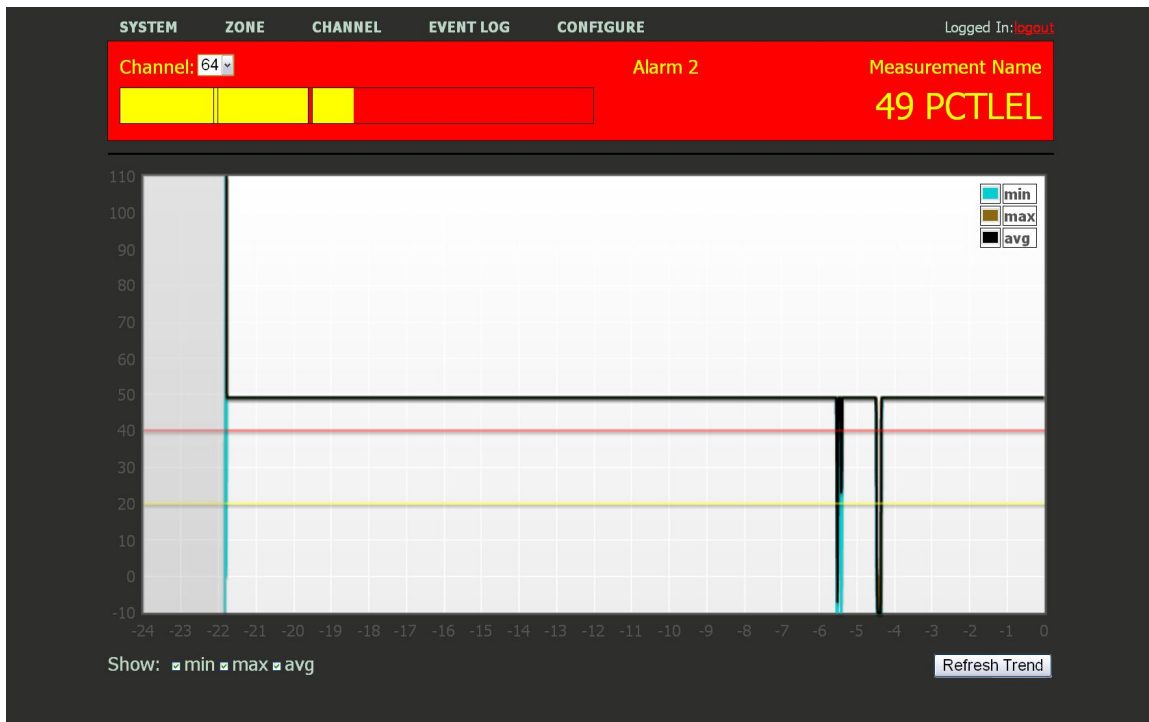 SYSTEM ZONE CHANNEL EVENT LOG CONFIGURE Logged In:logout
Channel: 64 Alarm 2 Measurement Name
49 PCTLEL
110
100
90
80
70
60
50
40
30
20
10
0
-10
min
max
avg
-24 -23 -22 -21 -20 -19 -18 -17 -16 -15 -14 -13 -12 -11 -10 -9 -8 -7 -6 -5 -4 -3 -2 -1 0
Show: min max avg Refresh Trend